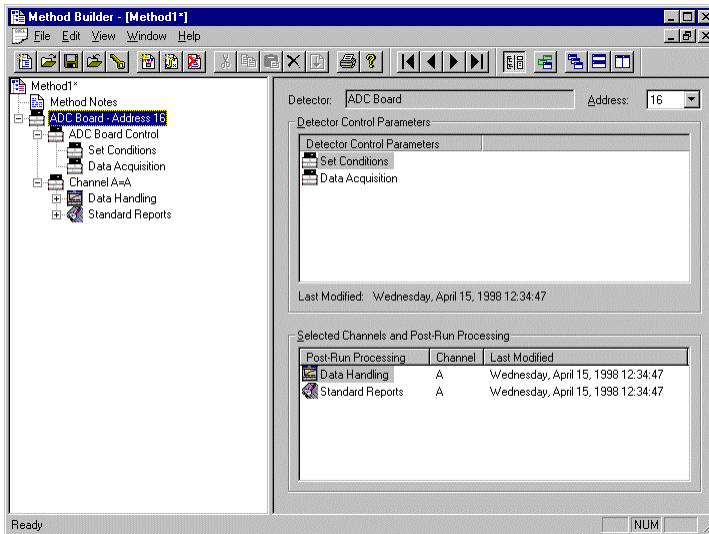 Method Builder - [Method1*]
File Edit View Window Help
Method1*
Method Notes
ADC Board - Address 16
ADC Board Control
Set Conditions
Data Acquisition
Channel A=A
Data Handling
Standard Reports
Detector: ADC Board Address: 16
Detector Control Parameters
Detector Control Parameters
Set Conditions
Data Acquisition
Last Modified: Wednesday, April 15, 1998 12:34:47
Selected Channels and Post-Run Processing
Post-Run Processing Channel Last Modified
Data Handling A Wednesday, April 15, 1998 12:34:47
Standard Reports A Wednesday, April 15, 1998 12:34:47
Ready NUM